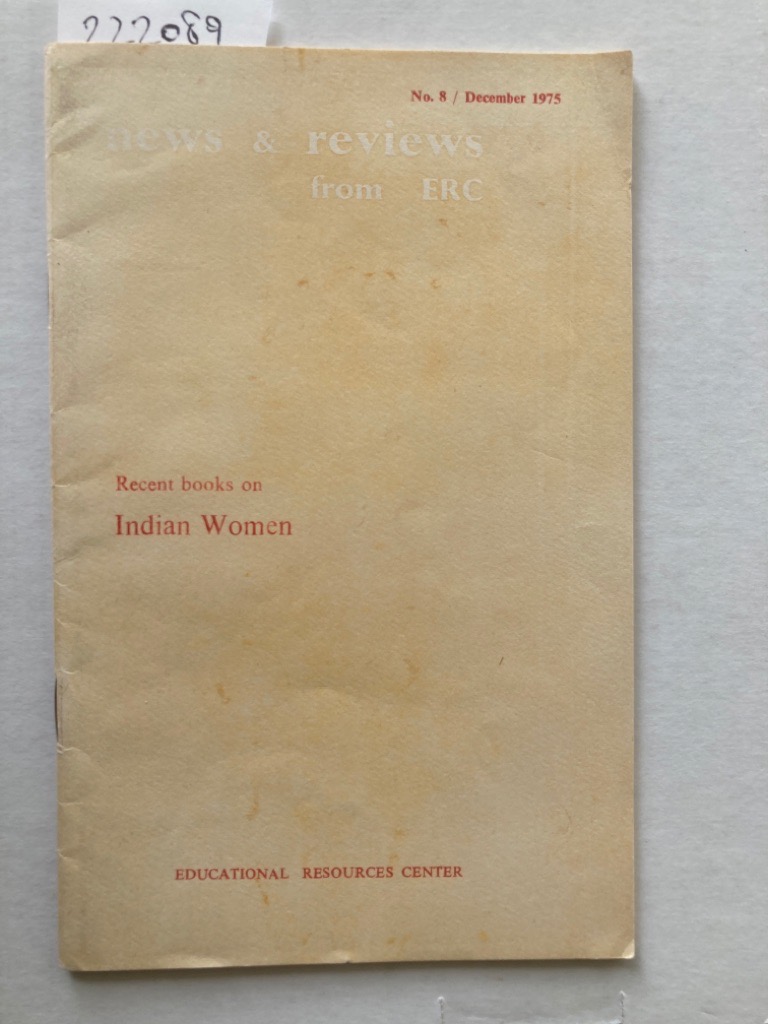 222089
No. 8 / December 1975
news & reviews
from ERC
Recent books on
Indian Women
EDUCATIONAL RESOURCES CENTER